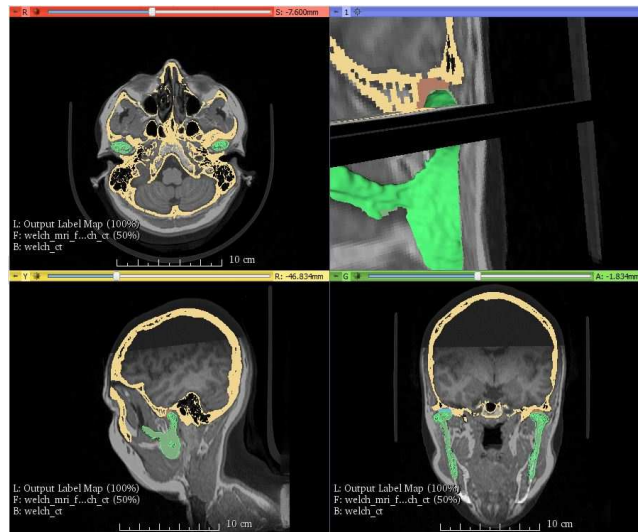 R
S: -7.600mm
1
L: Output Label Map (100%)
F: welch_mri_f...ch_ct (50%)
B: welch_ct
10 cm
Y
R: -46.834mm
G
A: -1.834mm
L: Output Label Map (100%)
F: welch_mri_f...ch_ct (50%)
B: welch_ct
10 cm
L: Output Label Map (100%)
F: welch_mri_f...ch_ct (50%)
B: welch_ct
10 cm